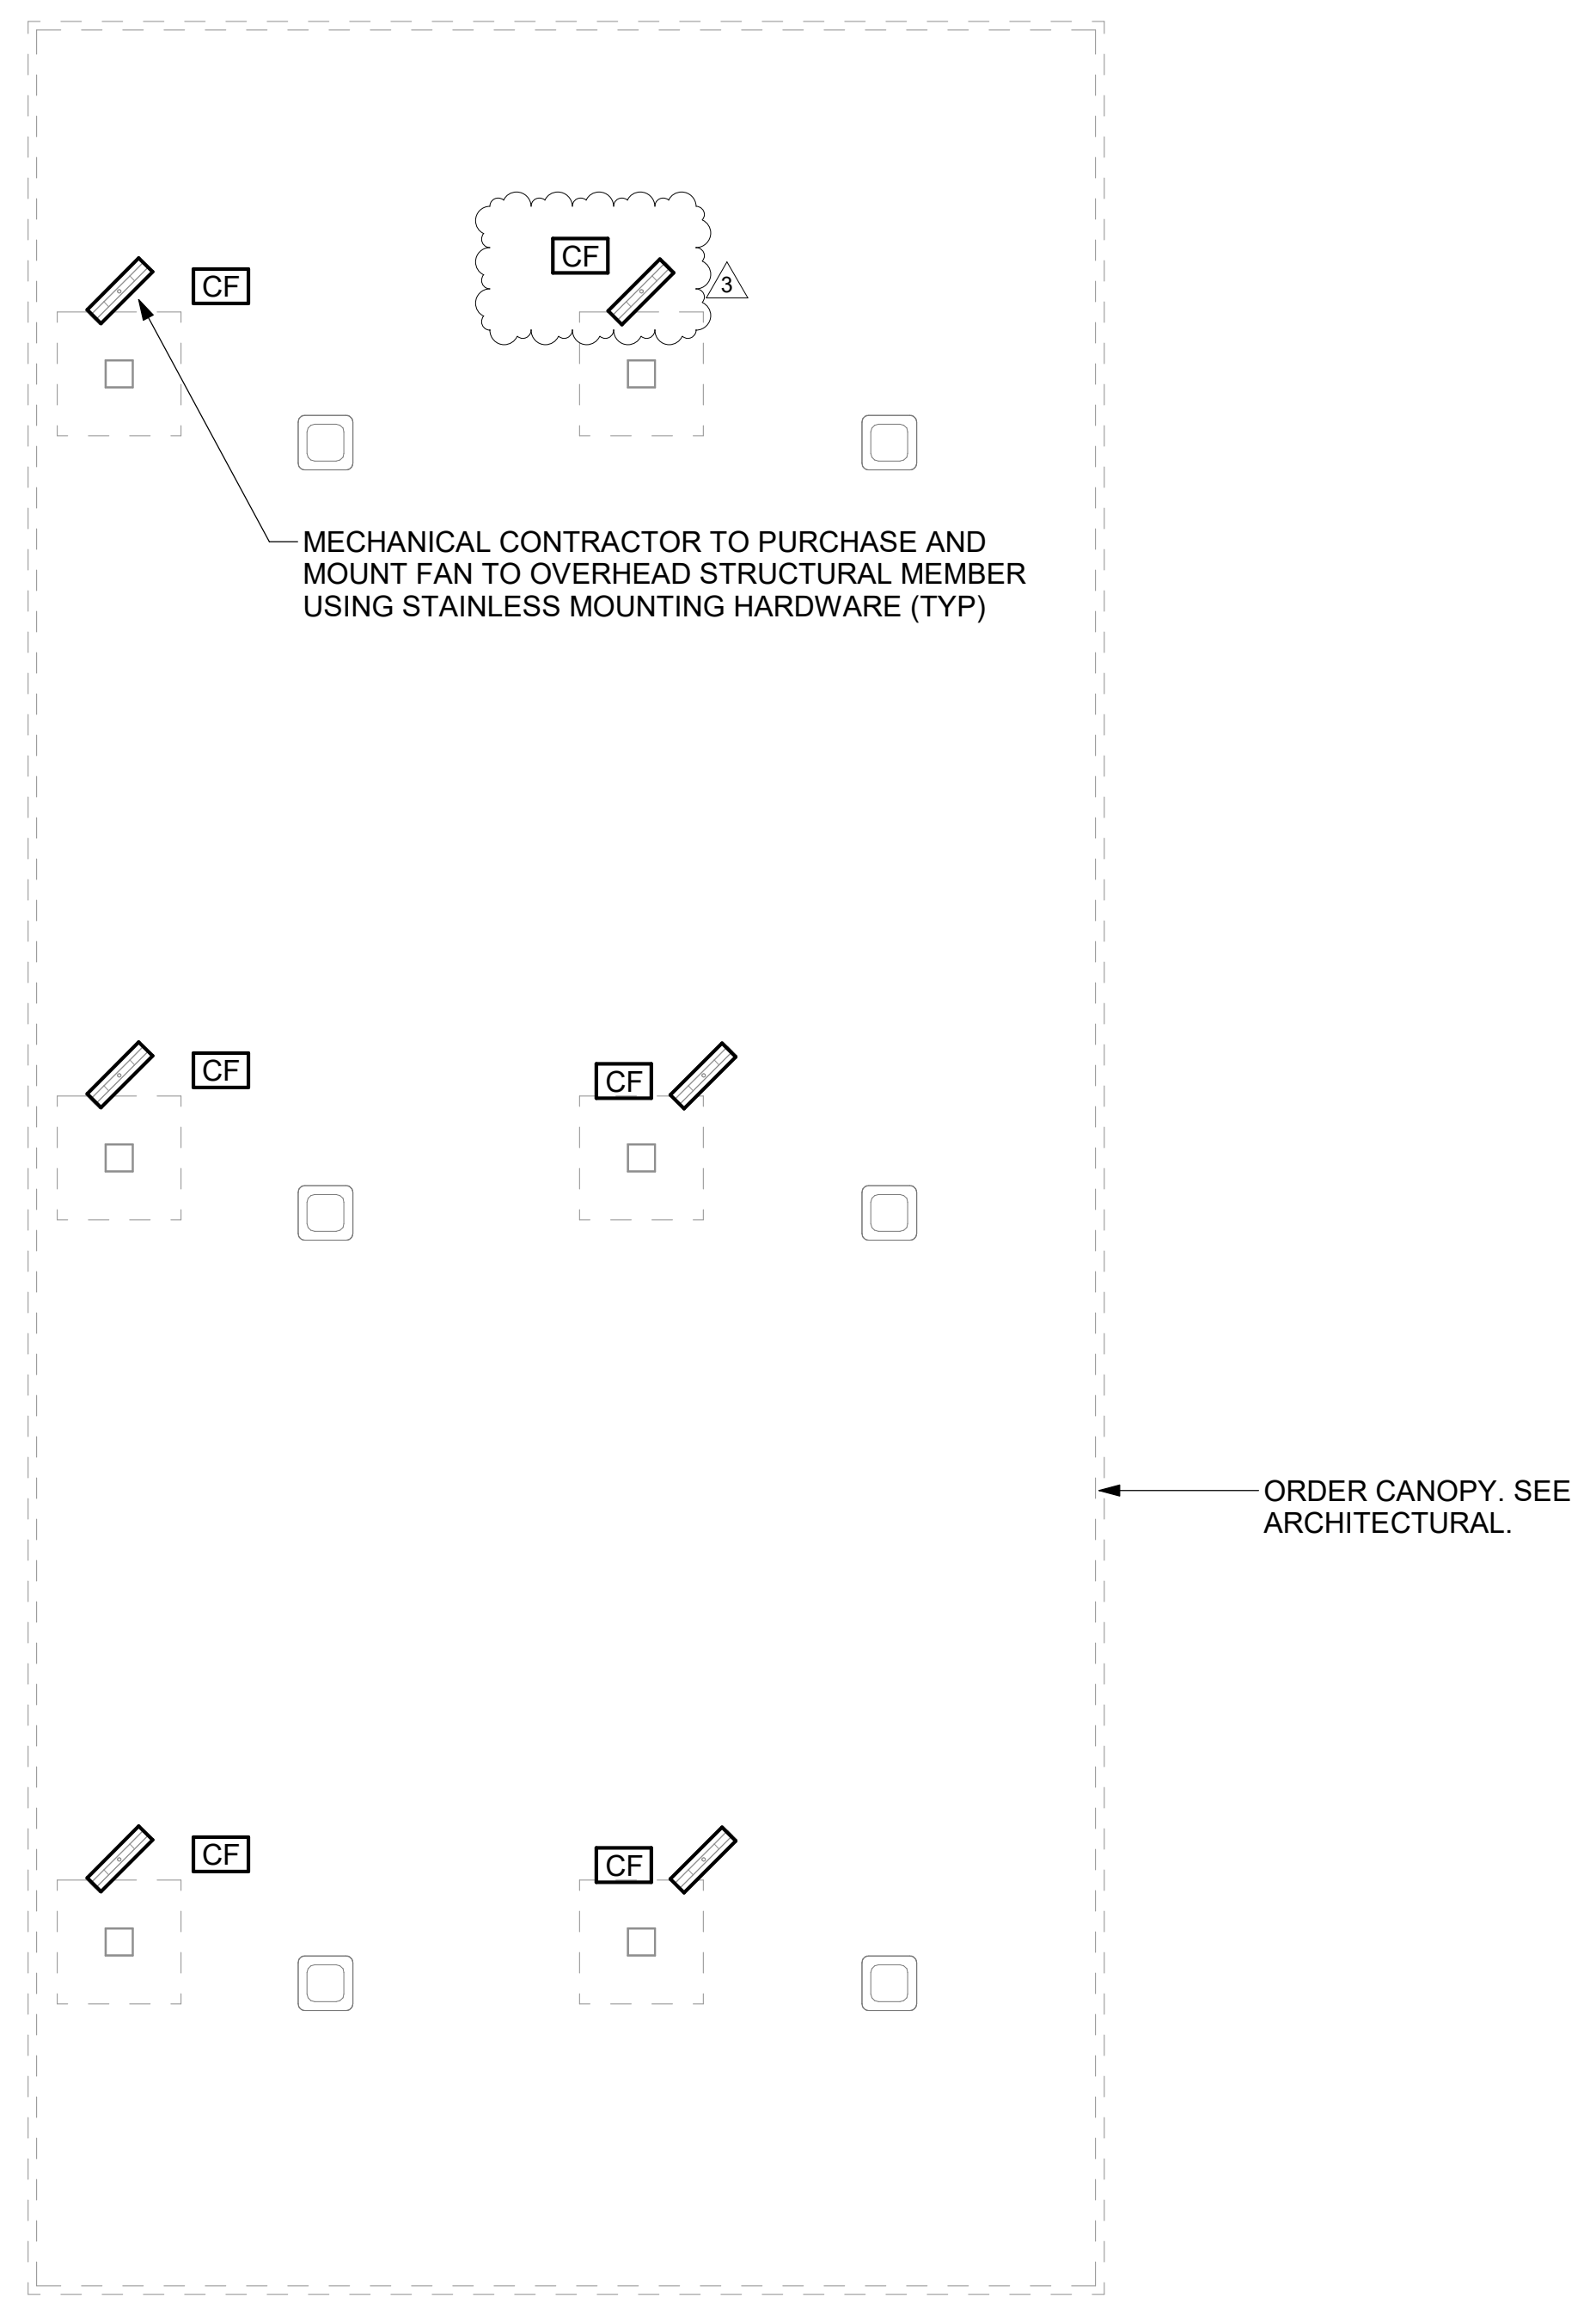 CF
CF
3
MECHANICAL CONTRACTOR TO PURCHASE AND
MOUNT FAN TO OVERHEAD STRUCTURAL MEMBER
USING STAINLESS MOUNTING HARDWARE (TYP)
CF
CF
ORDER CANOPY. SEE
ARCHITECTURAL.
CF
CF